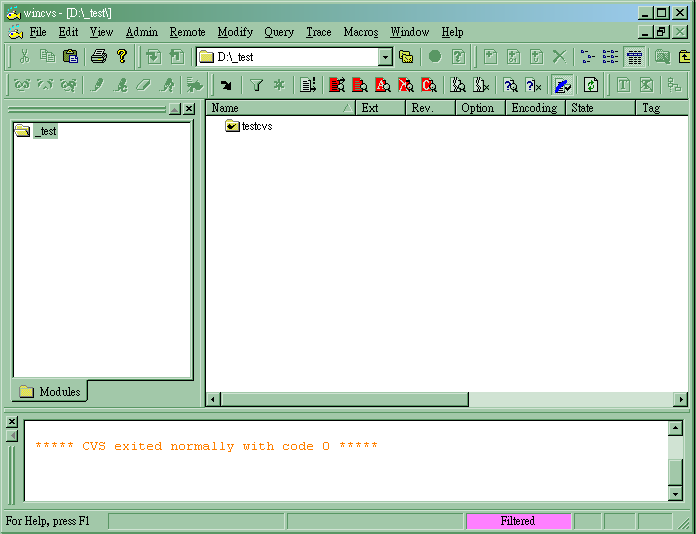 wincvs - [D:\_test\]
File Edit View Admin Remote Modify Query Trace Macros Window Help
D:\_test
Name Ext Rev. Option Encoding State Tag
_test
testcvs
Modules
***** CVS exited normally with code 0 *****
For Help, press F1
Filtered